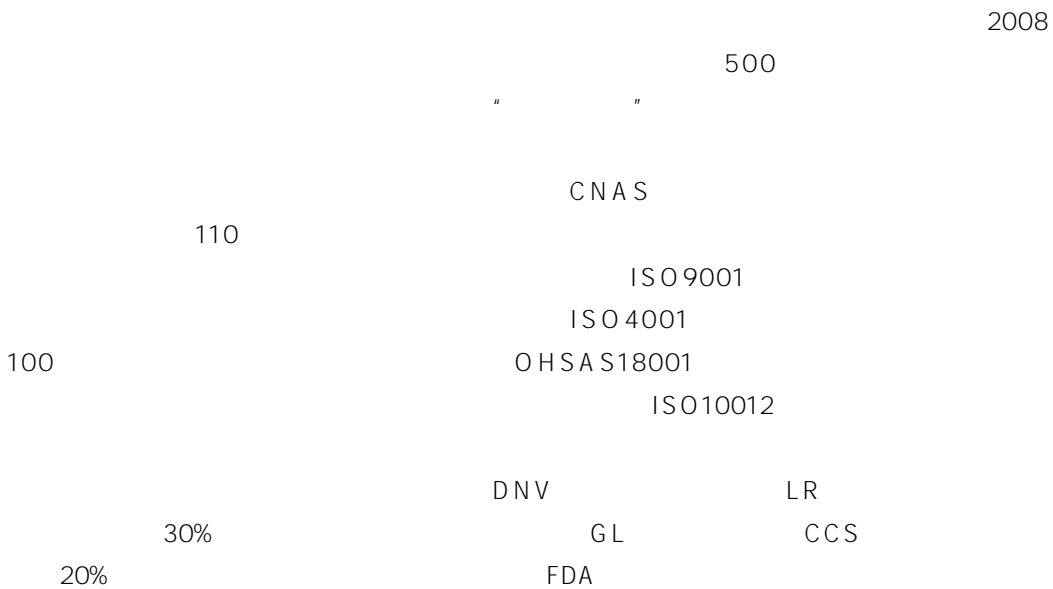 2008
500
“ ”
CNAS
110
ISO9001
ISO4001
100 OHSAS18001
ISO10012
DNV LR
30% GL CCS
20% FDA